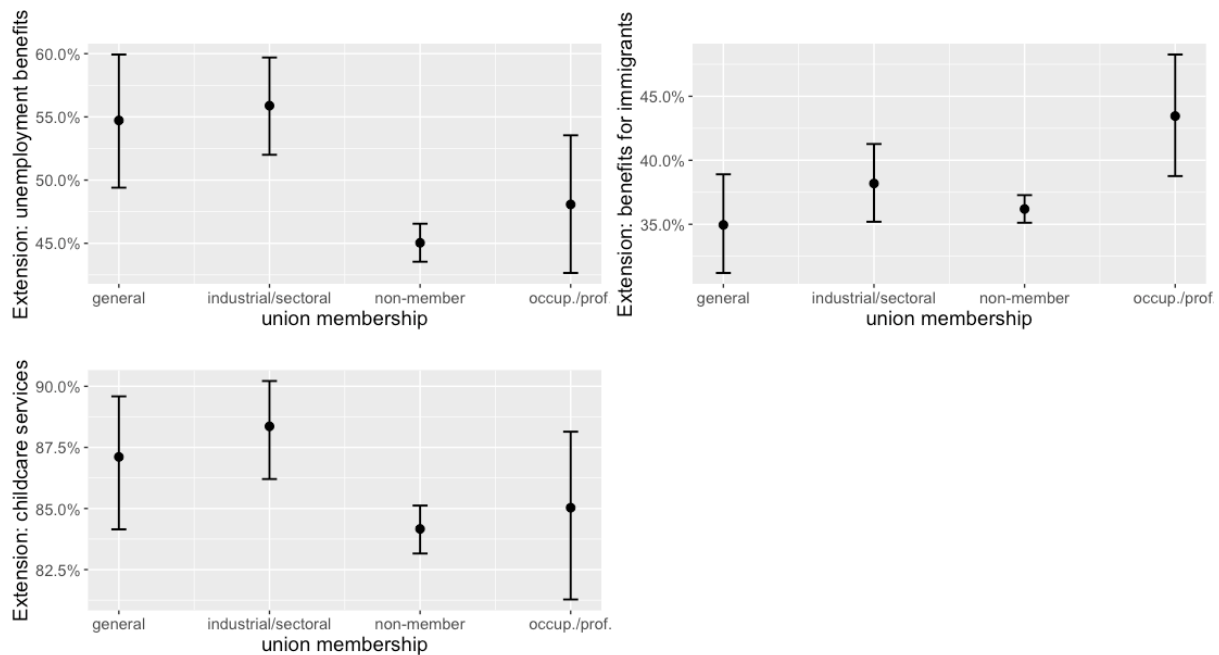 Extension: unemployment benefits
60.0%
55.0%
50.0%
45.0%
general industrial/sectoral non-member occup./prof.
union membership
Extension: benefits for immigrants
45.0%
40.0%
35.0%
general industrial/sectoral non-member occup./prof.
union membership
Extension: childcare services
90.0%
87.5%
85.0%
82.5%
general industrial/sectoral non-member occup./prof.
union membership